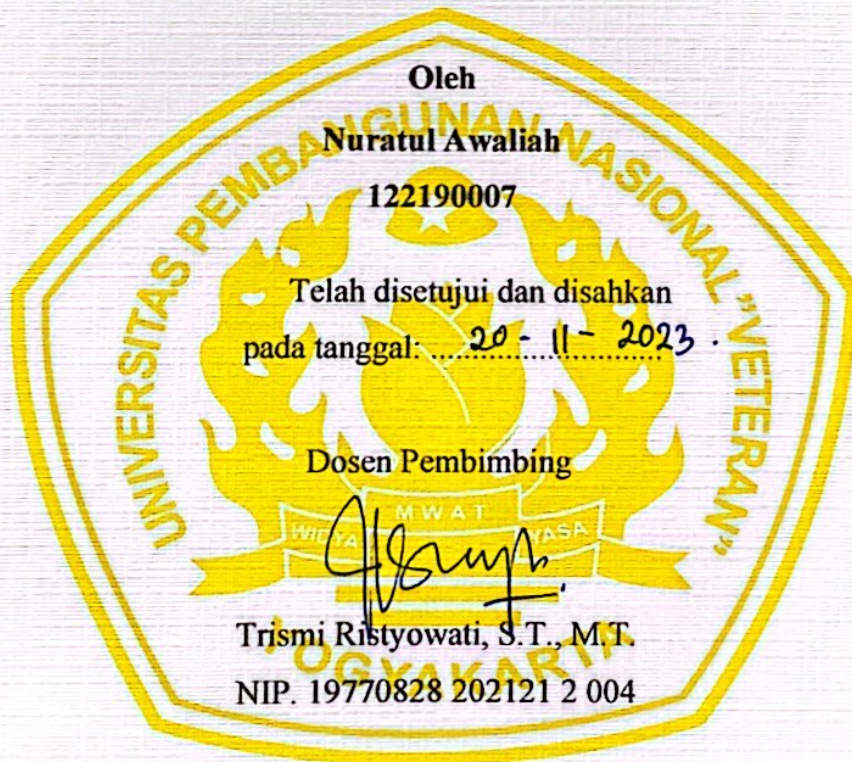 Oleh
UNIVERSITAS PEMBANGUNAN NASIONAL "VETERAN"
Nuratul Awaliah
122190007
Telah disetujui dan disahkan
pada tanggal: ....20 - 11 - 2023 .
Dosen Pembimbing
WIDYA MWAT YASA
Trismi Ristyowati, S.T., M.T.
YOGYAKARTA
NIP. 19770828 202121 2 004